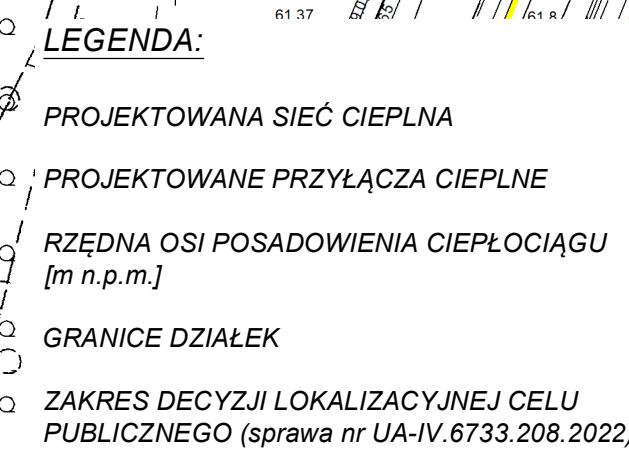 61.37
61.8
LEGENDA:
PROJEKTOWANA SIEĆ CIEPLNA
PROJEKTOWANE PRZYŁĄCZA CIEPLNE
RZĘDNA OSI POSADOWIENIA CIEPŁOCIĄGU
[m n.p.m.]
GRANICE DZIAŁEK
ZAKRES DECYZJI LOKALIZACYJNEJ CELU
PUBLICZNEGO (sprawa nr UA-IV.6733.208.2022)